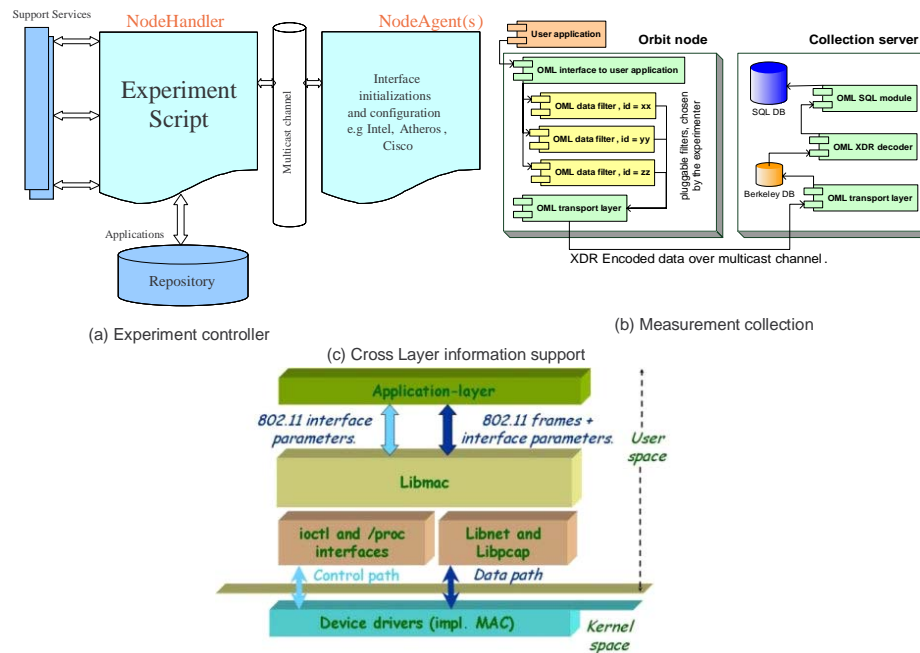 Support Services
NodeHandler
NodeAgent(s)
Experiment
Script
Multicast channel
Interface
initializations
and configuration
e.g Intel, Atheros ,
Cisco
Applications
Repository
(a) Experiment controller
User application
Orbit node
OML interface to user application
OML data filter , id = xx
OML data filter , id = yy
OML data filter , id = zz
pluggable filters, chosen
by the experimenter
OML transport layer
Collection server
SQL DB
OML SQL module
OML XDR decoder
Berkeley DB
OML transport layer
XDR Encoded data over multicast channel .
(b) Measurement collection
(c) Cross Layer information support
Application-layer
802.11 interface
parameters.
802.11 frames +
interface parameters.
User
space
Libmac
ioctl and /proc
interfaces
Libnet and
Libpcap
Control path
Data path
Device drivers (impl. MAC)
Kernel
space